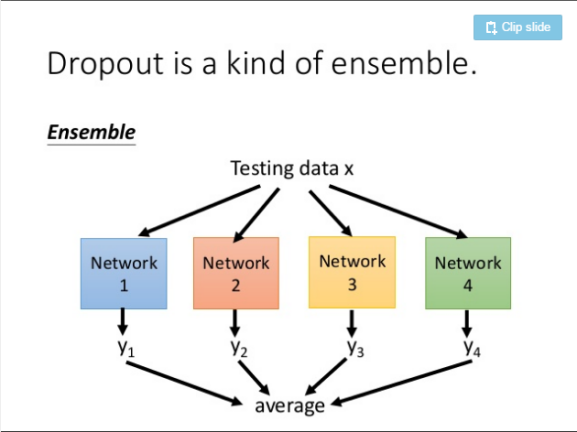 Clip slide
Dropout is a kind of ensemble.
Ensemble
Testing data x
Network 1
Network 2
Network 3
Network 4
y₁ y₂ y₃ y₄
average